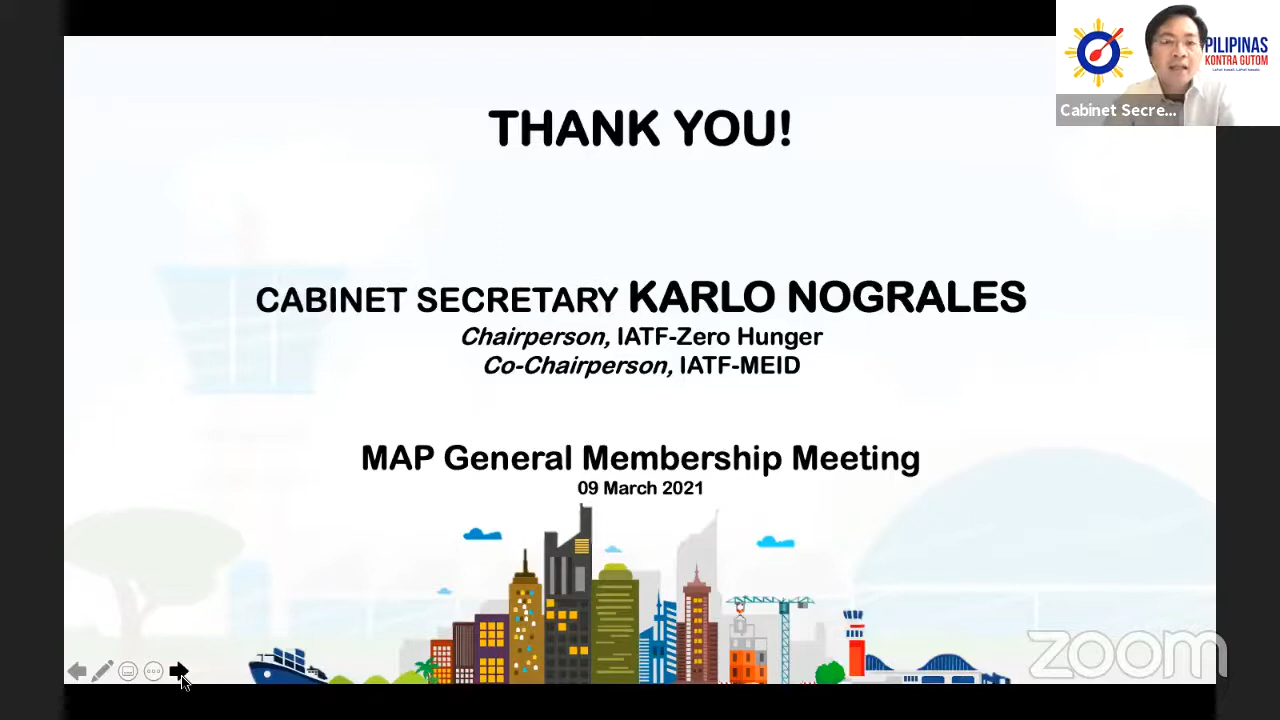 PILIPINAS
KONTRA GUTOM
Cabinet Secre...
THANK YOU!
CABINET SECRETARY KARLO NOGRALES
Chairperson, IATF-Zero Hunger
Co-Chairperson, IATF-MEID
MAP General Membership Meeting
09 March 2021
zoom